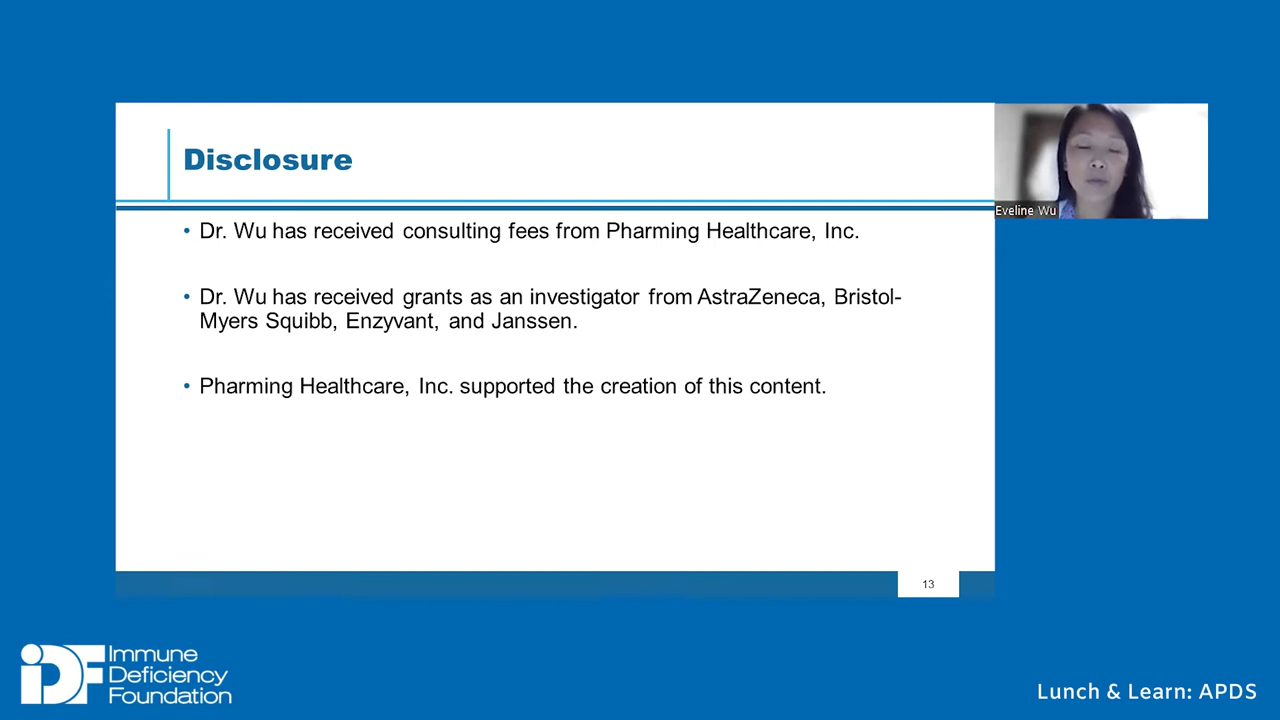 Disclosure
• Dr. Wu has received consulting fees from Pharming Healthcare, Inc.
• Dr. Wu has received grants as an investigator from AstraZeneca, Bristol-
Myers Squibb, Enzyvant, and Janssen.
• Pharming Healthcare, Inc. supported the creation of this content.
13
Eveline Wu
IDF Immune
Deficiency
Foundation
Lunch & Learn: APDS